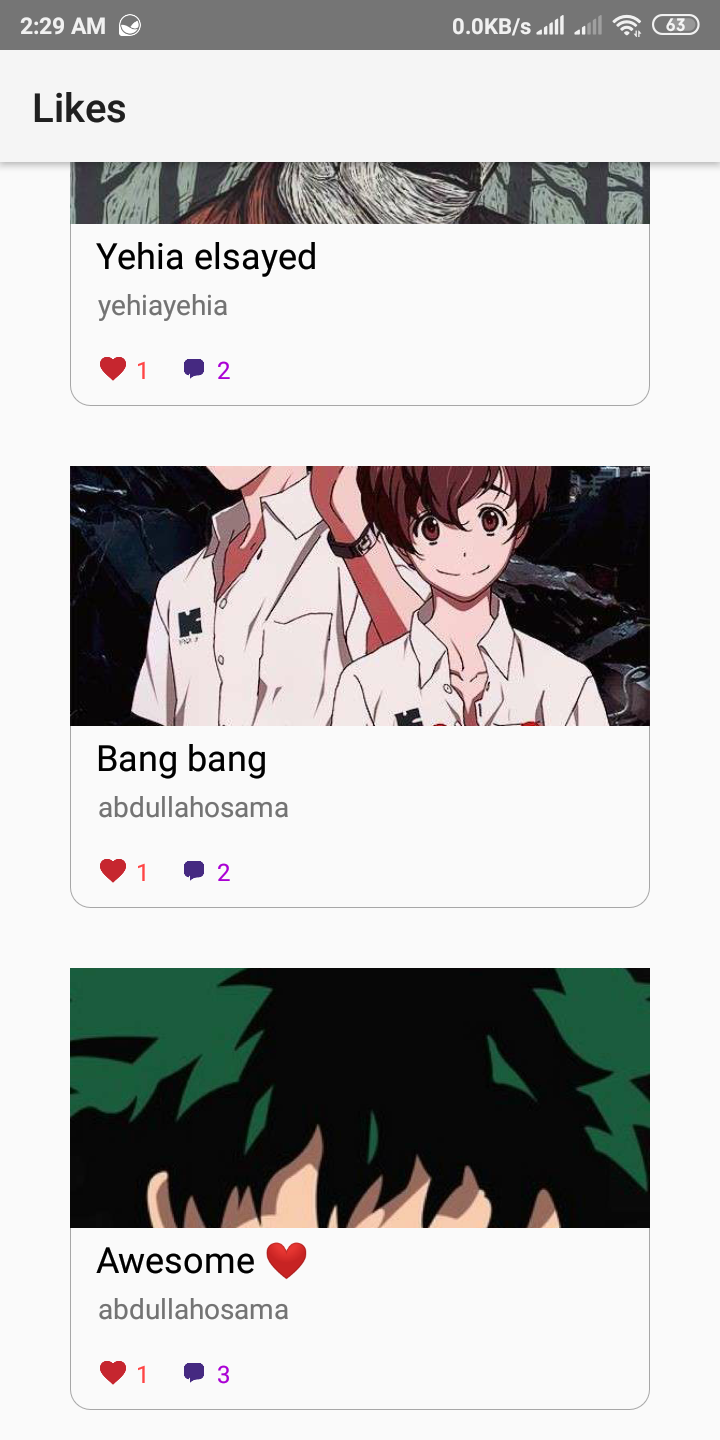 2:29 AM 0.0KB/s 63
Likes
Yehia elsayed
yehiayehia
1 2
Bang bang
abdullahosama
1 2
Awesome ❤️
abdullahosama
1 3